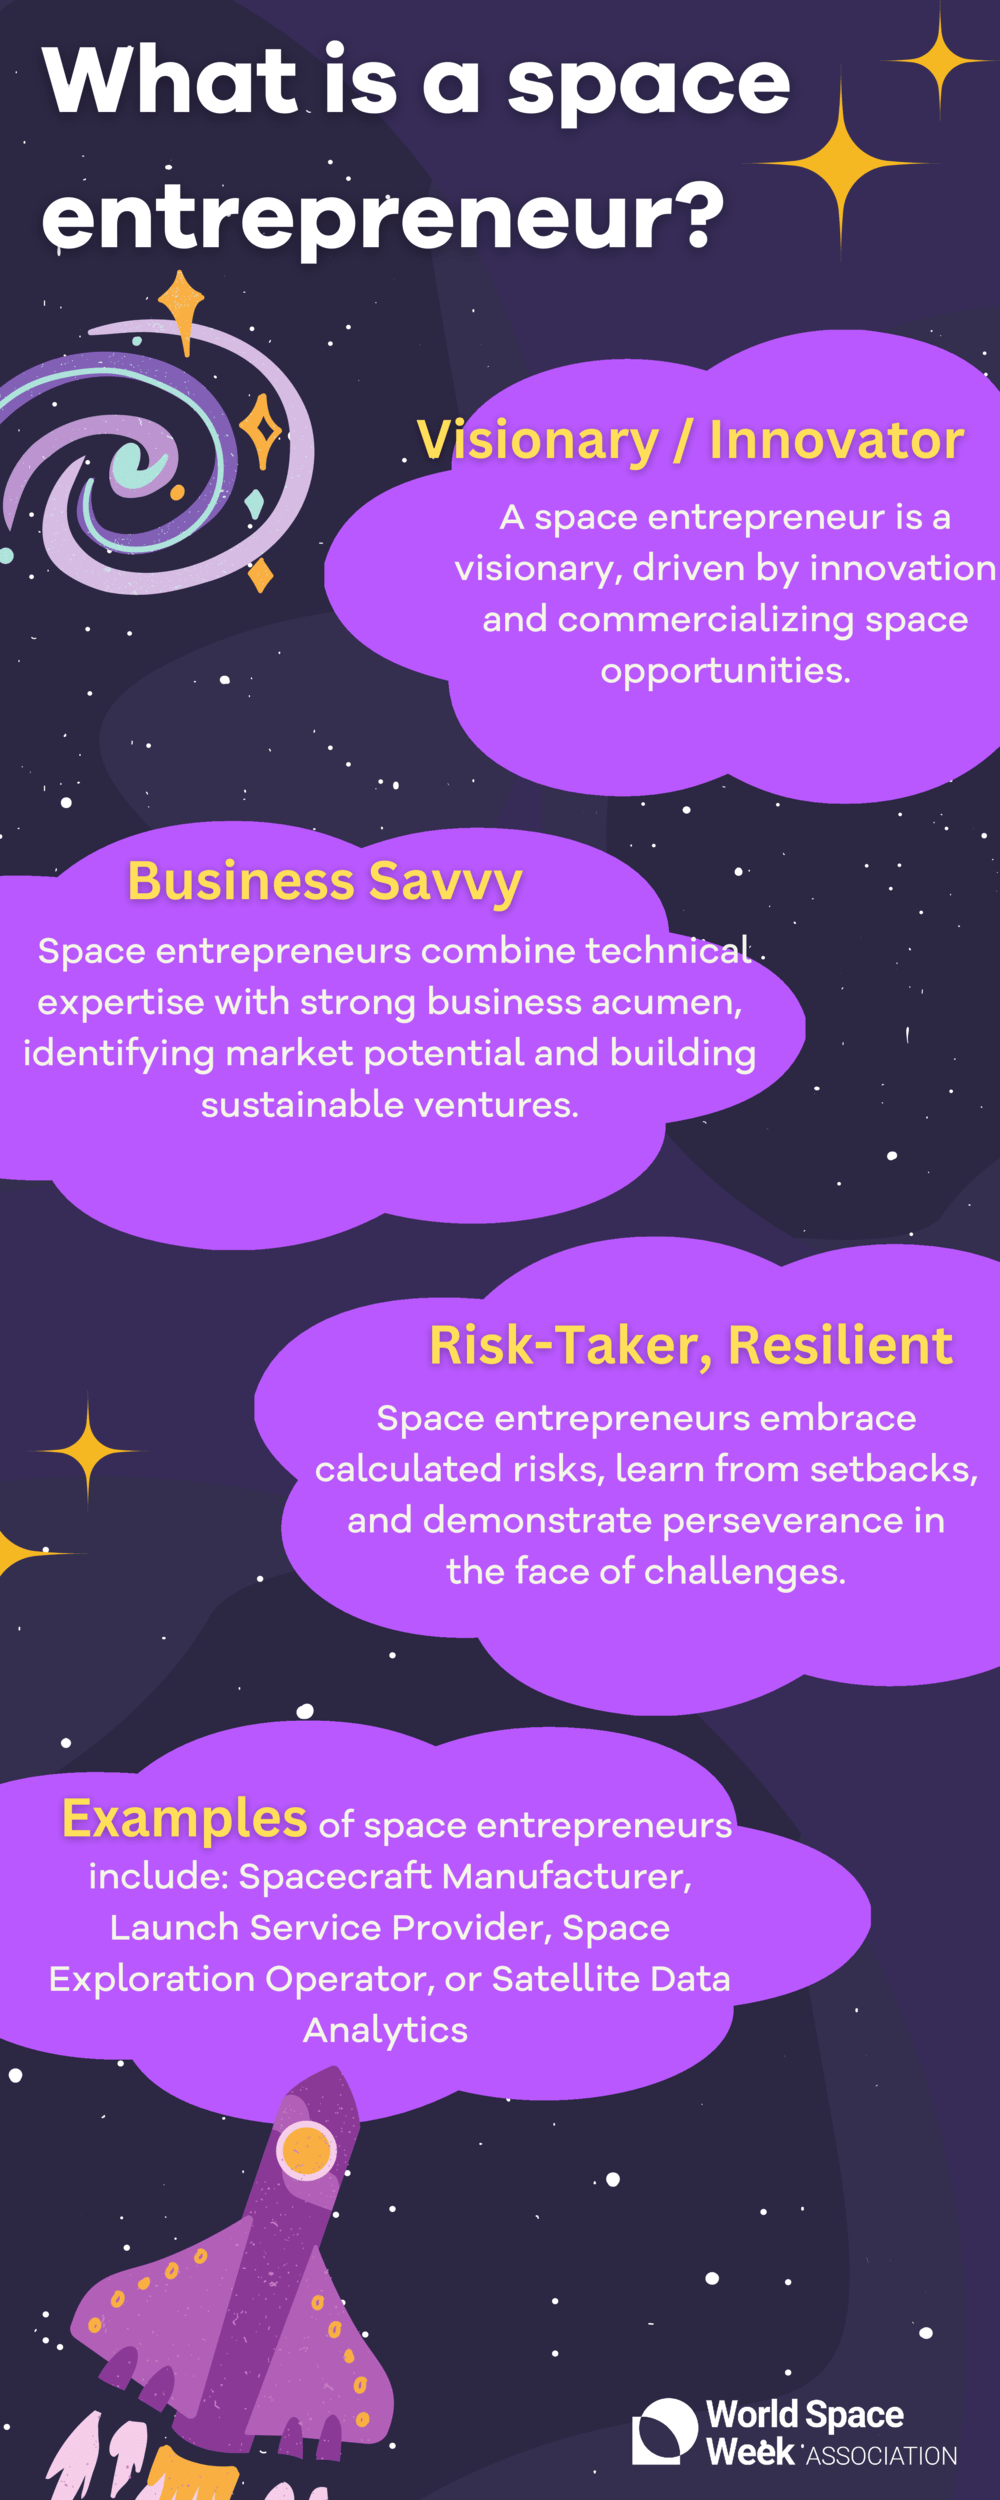 What is a space
entrepreneur?
Visionary / Innovator
A space entrepreneur is a
visionary, driven by innovation
and commercializing space
opportunities.
Business Savvy
Space entrepreneurs combine technical
expertise with strong business acumen,
identifying market potential and building
sustainable ventures.
Risk-Taker, Resilient
Space entrepreneurs embrace
calculated risks, learn from setbacks,
and demonstrate perseverance in
the face of challenges.
Examples of space entrepreneurs
include: Spacecraft Manufacturer,
Launch Service Provider, Space
Exploration Operator, or Satellite Data
Analytics
World Space
Week ASSOCIATION